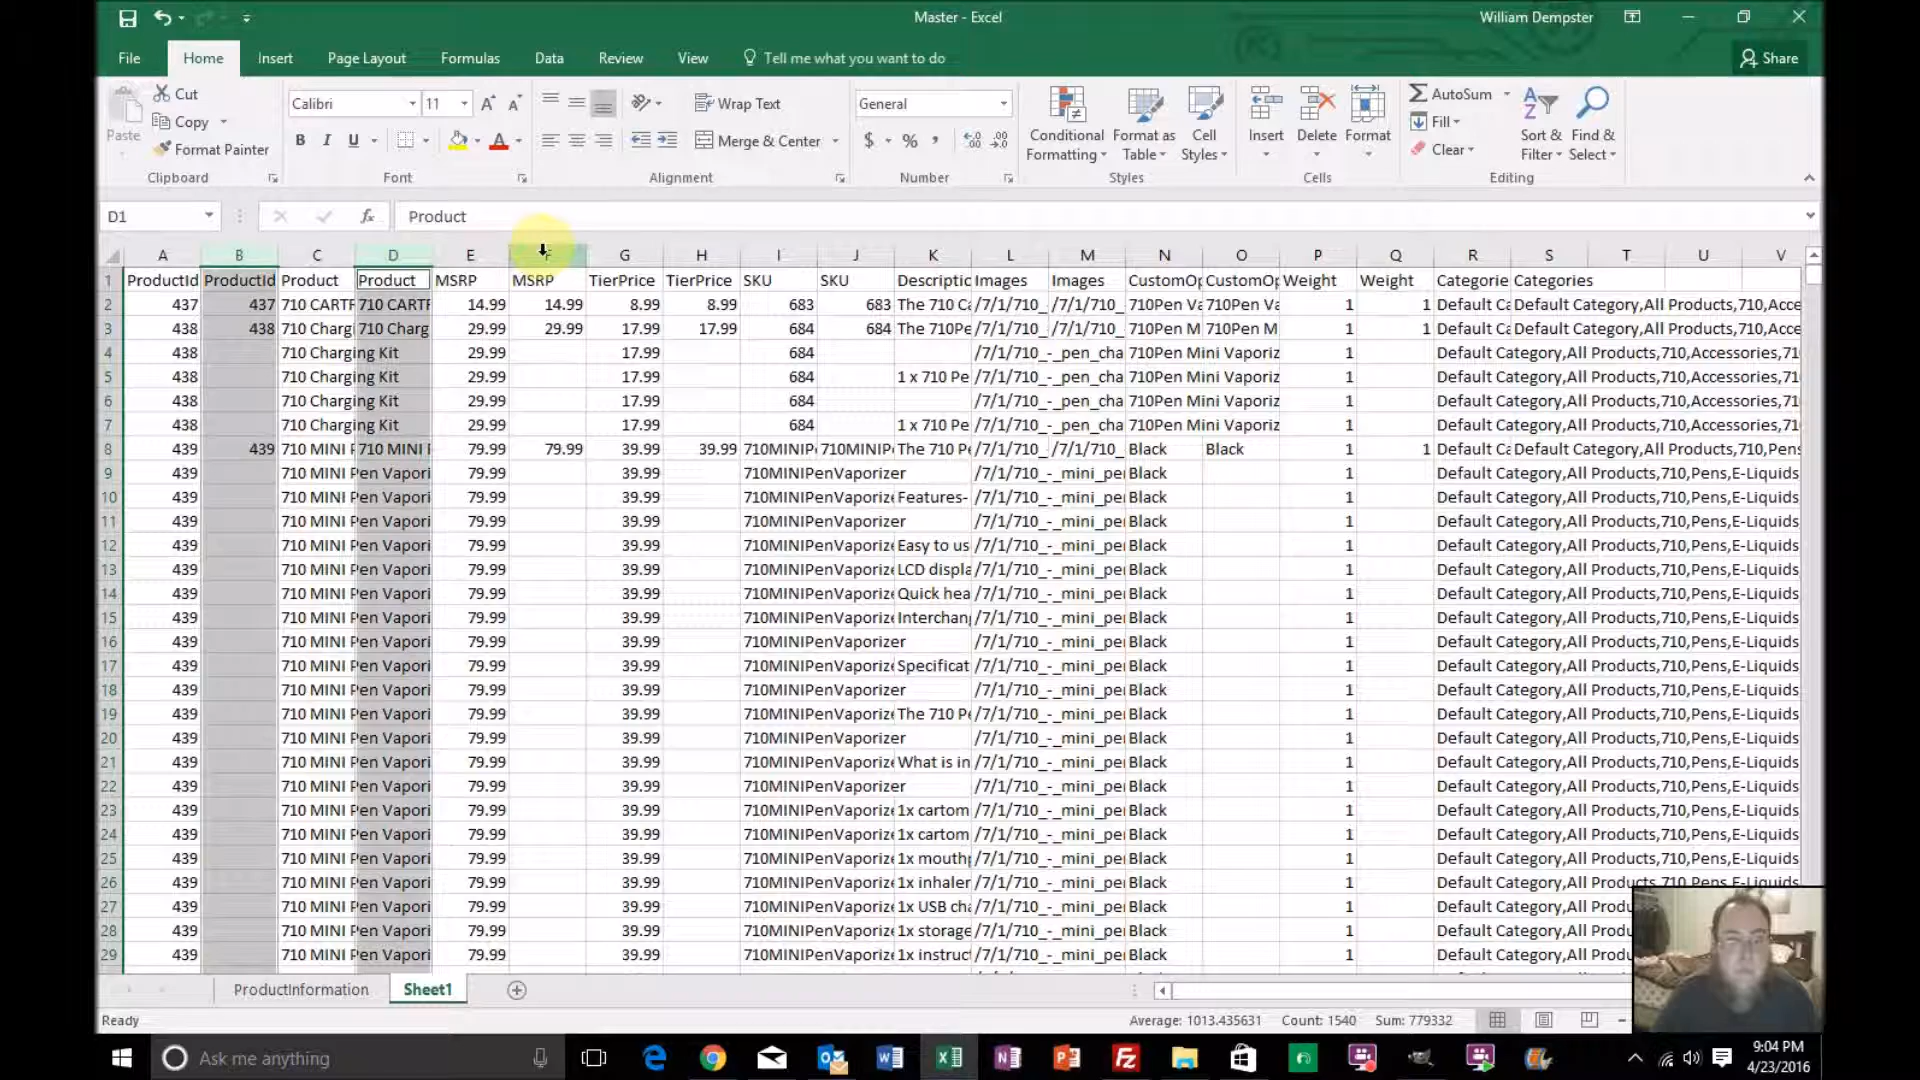 Master - Excel
William Dempster
File Home Insert Page Layout Formulas Data Review View Tell me what you want to do Share
Paste Cut Copy Format Painter Clipboard
Calibri 11 B I U Font
Wrap Text Merge & Center Alignment
General $ % , Number
Conditional Formatting Format as Table Cell Styles Styles
Insert Delete Format Cells
AutoSum Fill Clear Sort & Filter Find & Select Editing
D1 fx Product
A B C D E F G H I J K L M N O P Q R S T U V
1 ProductId ProductId Product Product MSRP MSRP TierPrice TierPrice SKU SKU Descriptic Images Images CustomOp CustomOp Weight Weight Categorie Categories
2 437 437 710 CARTF 710 CARTF 14.99 14.99 8.99 8.99 683 683 The 710 Ca /7/1/710_ /7/1/710_ 710Pen Va 710Pen Va 1 1 Default Ca Default Category,All Products,710,Acce
3 438 438 710 Charg 710 Charg 29.99 29.99 17.99 17.99 684 684 The 710Pe /7/1/710_ /7/1/710_ 710Pen M 710Pen M 1 1 Default Ca Default Category,All Products,710,Acce
4 438 710 Charging Kit 29.99 17.99 684 /7/1/710_-_pen_cha 710Pen Mini Vaporiz 1 Default Category,All Products,710,Accessories,710
5 438 710 Charging Kit 29.99 17.99 684 1 x 710 Pe /7/1/710_-_pen_cha 710Pen Mini Vaporiz 1 Default Category,All Products,710,Accessories,710
6 438 710 Charging Kit 29.99 17.99 684 /7/1/710_-_pen_cha 710Pen Mini Vaporiz 1 Default Category,All Products,710,Accessories,710
7 438 710 Charging Kit 29.99 17.99 684 1 x 710 Pe /7/1/710_-_pen_cha 710Pen Mini Vaporiz 1 Default Category,All Products,710,Accessories,710
8 439 439 710 MINI F 710 MINI F 79.99 79.99 39.99 39.99 710MINIP 710MINIP The 710 Pe /7/1/710_ /7/1/710_ Black Black 1 1 Default Ca Default Category,All Products,710,Pens
9 439 710 MINI Pen Vapori 79.99 39.99 710MINIPenVaporizer /7/1/710_-_mini_pe Black 1 Default Category,All Products,710,Pens,E-Liquids
10 439 710 MINI Pen Vapori 79.99 39.99 710MINIPenVaporize Features- /7/1/710_-_mini_pe Black 1 Default Category,All Products,710,Pens,E-Liquids
11 439 710 MINI Pen Vapori 79.99 39.99 710MINIPenVaporizer /7/1/710_-_mini_pe Black 1 Default Category,All Products,710,Pens,E-Liquids
12 439 710 MINI Pen Vapori 79.99 39.99 710MINIPenVaporize Easy to us /7/1/710_-_mini_pe Black 1 Default Category,All Products,710,Pens,E-Liquids
13 439 710 MINI Pen Vapori 79.99 39.99 710MINIPenVaporize LCD displa /7/1/710_-_mini_pe Black 1 Default Category,All Products,710,Pens,E-Liquids
14 439 710 MINI Pen Vapori 79.99 39.99 710MINIPenVaporize Quick hea /7/1/710_-_mini_pe Black 1 Default Category,All Products,710,Pens,E-Liquids
15 439 710 MINI Pen Vapori 79.99 39.99 710MINIPenVaporize Interchang /7/1/710_-_mini_pe Black 1 Default Category,All Products,710,Pens,E-Liquids
16 439 710 MINI Pen Vapori 79.99 39.99 710MINIPenVaporizer /7/1/710_-_mini_pe Black 1 Default Category,All Products,710,Pens,E-Liquids
17 439 710 MINI Pen Vapori 79.99 39.99 710MINIPenVaporize Specificat /7/1/710_-_mini_pe Black 1 Default Category,All Products,710,Pens,E-Liquids
18 439 710 MINI Pen Vapori 79.99 39.99 710MINIPenVaporizer /7/1/710_-_mini_pe Black 1 Default Category,All Products,710,Pens,E-Liquids
19 439 710 MINI Pen Vapori 79.99 39.99 710MINIPenVaporize The 710 Pe /7/1/710_-_mini_pe Black 1 Default Category,All Products,710,Pens,E-Liquids
20 439 710 MINI Pen Vapori 79.99 39.99 710MINIPenVaporizer /7/1/710_-_mini_pe Black 1 Default Category,All Products,710,Pens,E-Liquids
21 439 710 MINI Pen Vapori 79.99 39.99 710MINIPenVaporize What is in /7/1/710_-_mini_pe Black 1 Default Category,All Products,710,Pens,E-Liquids
22 439 710 MINI Pen Vapori 79.99 39.99 710MINIPenVaporizer /7/1/710_-_mini_pe Black 1 Default Category,All Products,710,Pens,E-Liquids
23 439 710 MINI Pen Vapori 79.99 39.99 710MINIPenVaporize 1x cartom /7/1/710_-_mini_pe Black 1 Default Category,All Products,710,Pens,E-Liquids
24 439 710 MINI Pen Vapori 79.99 39.99 710MINIPenVaporize 1x cartom /7/1/710_-_mini_pe Black 1 Default Category,All Products,710,Pens,E-Liquids
25 439 710 MINI Pen Vapori 79.99 39.99 710MINIPenVaporize 1x mouthp /7/1/710_-_mini_pe Black 1 Default Category,All Products,710,Pens,E-Liquids
26 439 710 MINI Pen Vapori 79.99 39.99 710MINIPenVaporize 1x inhaler /7/1/710_-_mini_pe Black 1 Default Category,All Products,710,Pens,E-Liquids
27 439 710 MINI Pen Vapori 79.99 39.99 710MINIPenVaporize 1x USB cha /7/1/710_-_mini_pe Black 1 Default Category,All Produ
28 439 710 MINI Pen Vapori 79.99 39.99 710MINIPenVaporize 1x storage /7/1/710_-_mini_pe Black 1 Default Category,All Produ
29 439 710 MINI Pen Vapori 79.99 39.99 710MINIPenVaporize 1x instruc /7/1/710_-_mini_pe Black 1 Default Category,All Produ
ProductInformation Sheet1
Ready Average: 1013.435631 Count: 1540 Sum: 779332
Ask me anything
9:04 PM
4/23/2016